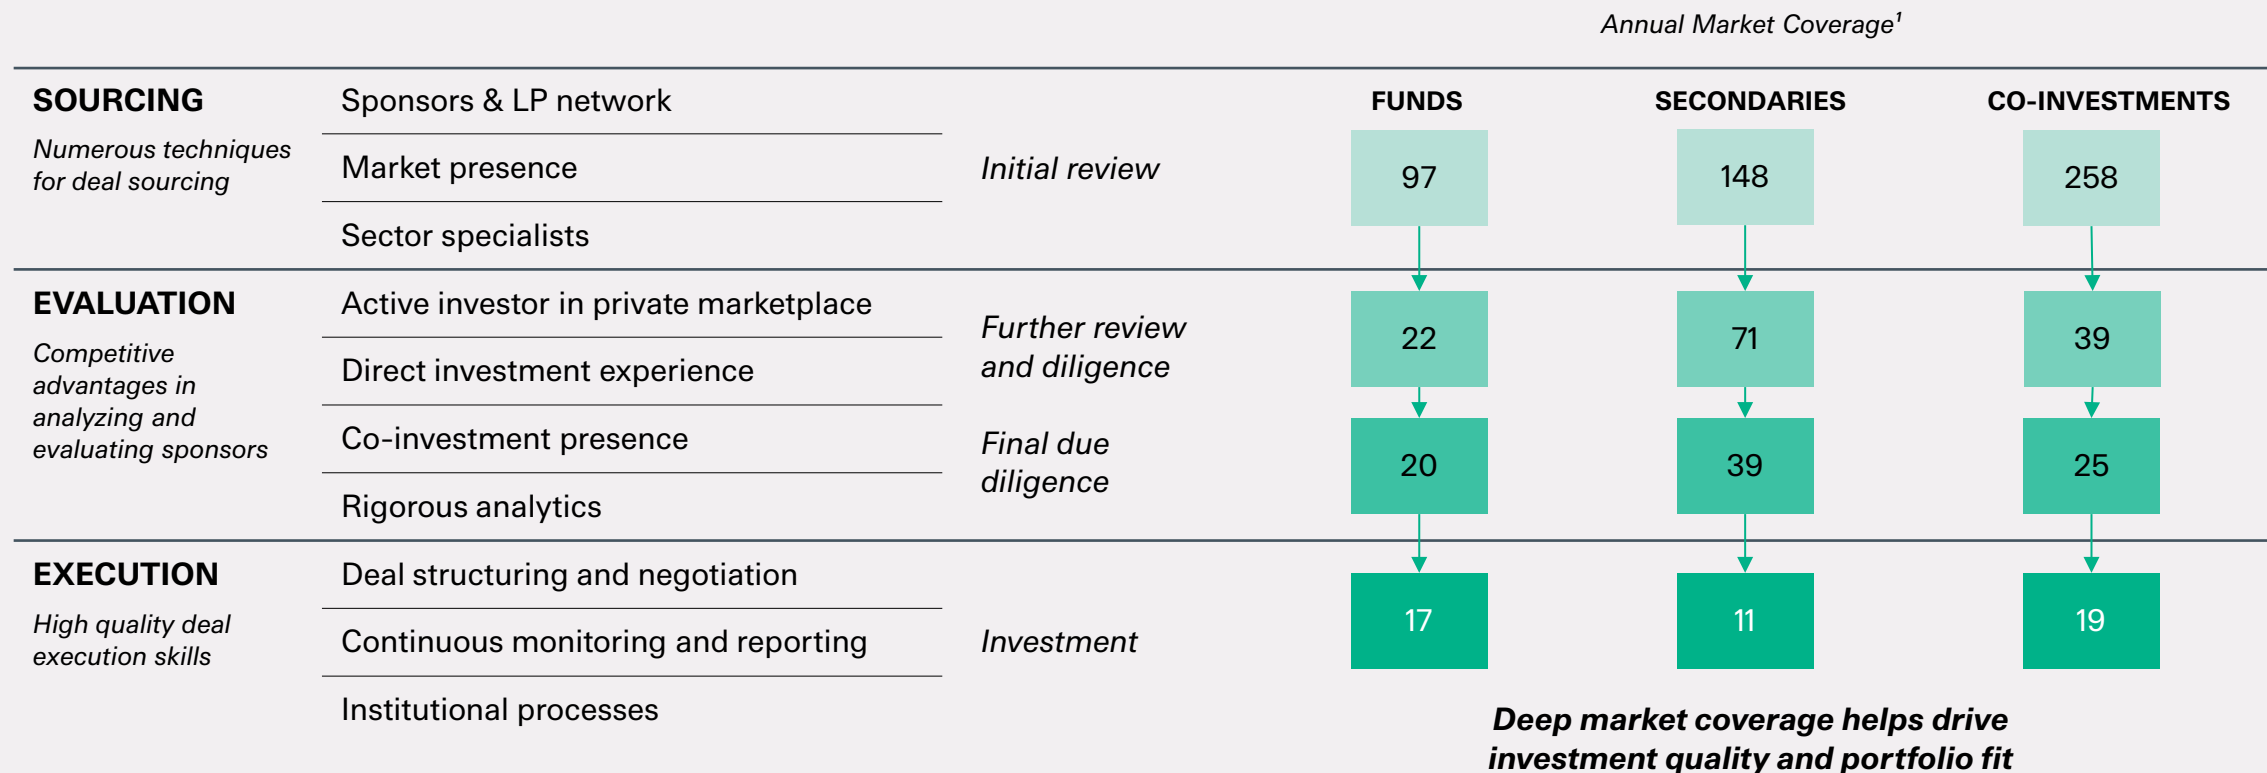 Annual Market Coverage¹
SOURCING
Numerous techniques
for deal sourcing
Sponsors & LP network
Market presence
Sector specialists
Initial review
FUNDS
SECONDARIES
CO-INVESTMENTS
97
148
258
EVALUATION
Competitive
advantages in
analyzing and
evaluating sponsors
Active investor in private marketplace
Direct investment experience
Co-investment presence
Rigorous analytics
Further review
and diligence
22
71
39
Final due
diligence
20
39
25
EXECUTION
High quality deal
execution skills
Deal structuring and negotiation
Continuous monitoring and reporting
Institutional processes
Investment
17
11
19
Deep market coverage helps drive
investment quality and portfolio fit